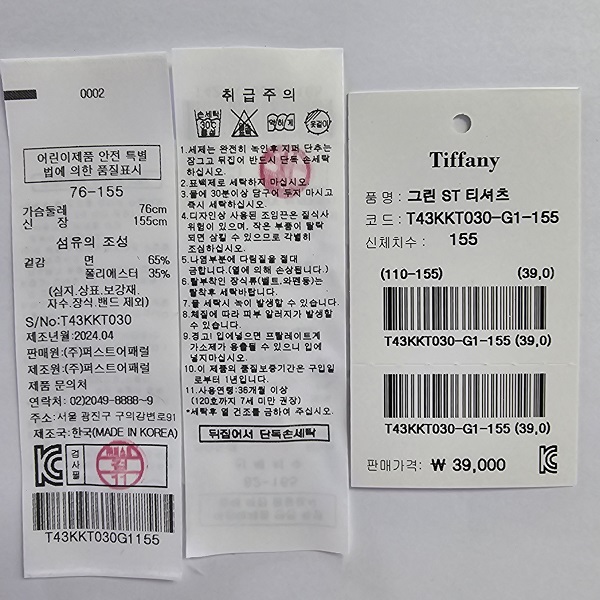 0002
어린이제품 안전 특별
법에 의한 품질표시
76-155
가슴둘레 76cm
신 장 155cm
섬유의 조성
겉감 면 65%
폴리에스터 35%
(심지.상표.보강재.
자수.장식.밴드 제외)
S/No:T43KKT030
제조년월:2024.04
판매원:(주)퍼스트어패럴
제조원:(주)퍼스트어패럴
제품 문의처
연락처:02)2049-8888~9
주소:서울 광진구 구의강변로91
제조국:한국(MADE IN KOREA)
검
사
필
T43KKT030G1155
취급주의
손세탁
30℃
중성
약하게
옷걸이
1.세제는 완전히 녹인후 지퍼 단추는
장그고 뒤집어 반드시 단독 손세탁
하십시오.
2.표백제로 세탁하지 마십시오.
3.물에 30분이상 담구어 두지 마시고
즉시 세탁하십시오.
4.디자인상 사용된 조임끈은 질식사
위험이 있으며, 작은 부품이 탈락
되면 삼킬 수 있으므로 각별히
조심하십시오.
5.나염부분에 다림질을 절대
금합니다.(열에 의해 손상됩니다.)
6.탈부착인 장식류(벨트.와펜등)는
탈착후 세탁바랍니다.
7.물 세탁시 녹이 발생할 수 있습니다.
8.체질에 따라 피부 알러지가 발생할
수 있습니다.
9.경고! 입에넣으면 프탈레이트계
가소제가 용출될 수 있으니 입에
넣지마십시오.
10.이 제품의 품질보증기간은 구입일
로부터 1년입니다.
11.사용연령:36개월 이상
(120호까지 7세 미만 권장)
*세탁후 열 건조를 금하여 주십시오.
뒤집어서 단독손세탁
Tiffany
품 명 : 그린 ST 티셔츠
코 드 : T43KKT030-G1-155
신체치수 : 155
(110-155) (39,0)
T43KKT030-G1-155 (39,0)
T43KKT030-G1-155 (39,0)
판매가격: ₩ 39,000